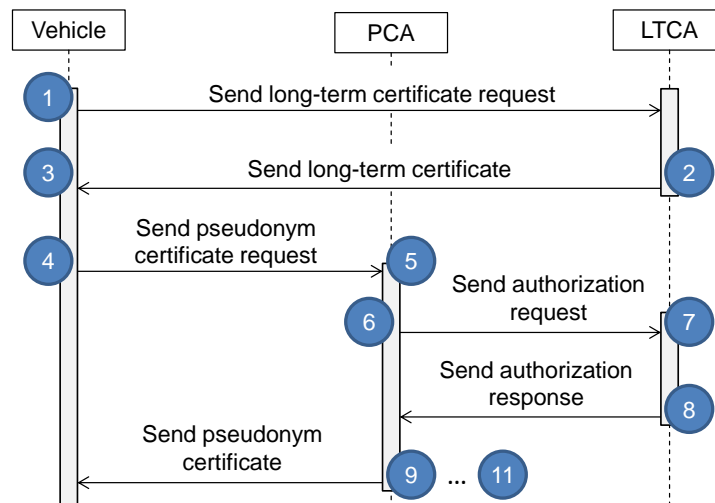 Vehicle
PCA
LTCA
1
Send long-term certificate request
Send long-term certificate
3
2
Send pseudonym
certificate request
4
5
Send authorization
request
6
7
Send authorization
response
8
Send pseudonym
certificate
9 ... 11